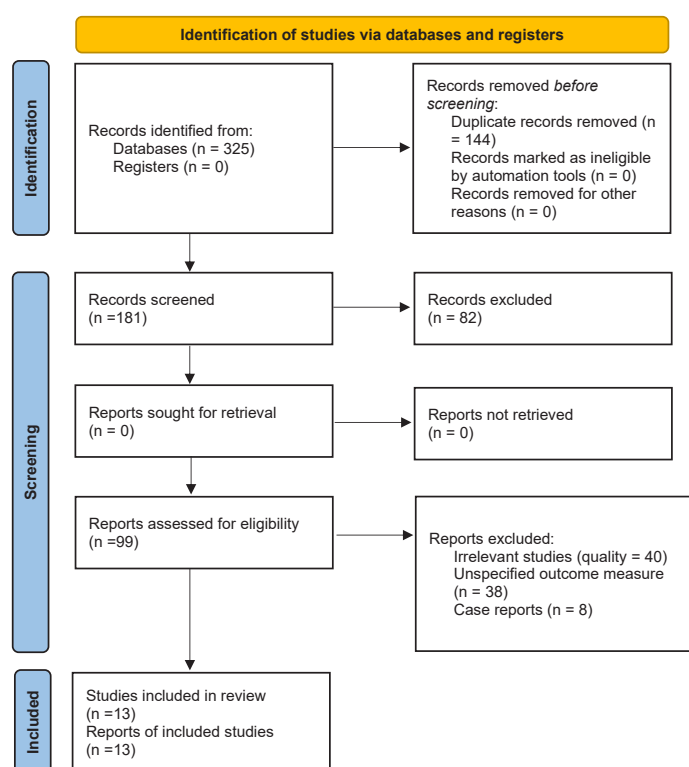 Identification of studies via databases and registers
Identification
Records identified from:
Databases (n = 325)
Registers (n = 0)
Records removed before
screening:
Duplicate records removed (n
= 144)
Records marked as ineligible
by automation tools (n = 0)
Records removed for other
reasons (n = 0)
Screening
Records screened
(n =181)
Records excluded
(n = 82)
Reports sought for retrieval
(n = 0)
Reports not retrieved
(n = 0)
Reports assessed for eligibility
(n =99)
Reports excluded:
Irrelevant studies (quality = 40)
Unspecified outcome measure
(n = 38)
Case reports (n = 8)
Included
Studies included in review
(n =13)
Reports of included studies
(n =13)